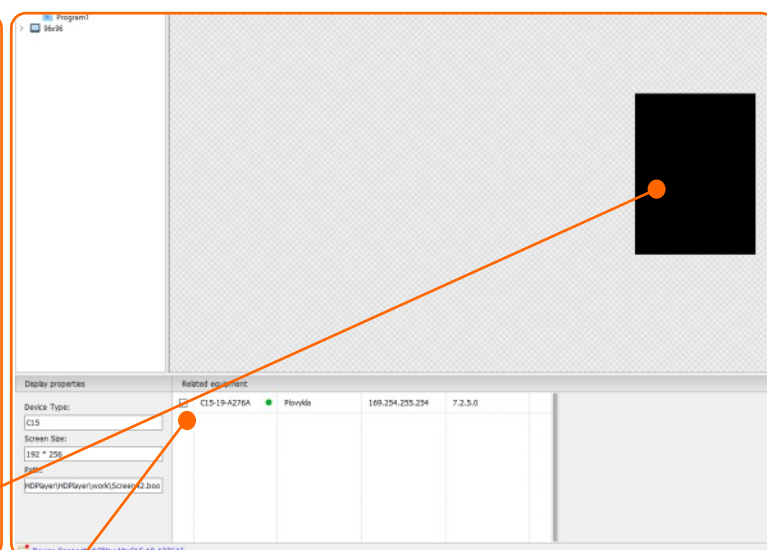 Program1
96x96
Display properties
Related equipment
Device Type:
C15
Screen Size:
192 * 256
Path:
HDPlayer\HDPlayer\work\Screen42.boo
C15-19-A276A Plovykla 169.254.255.254 7.2.5.0